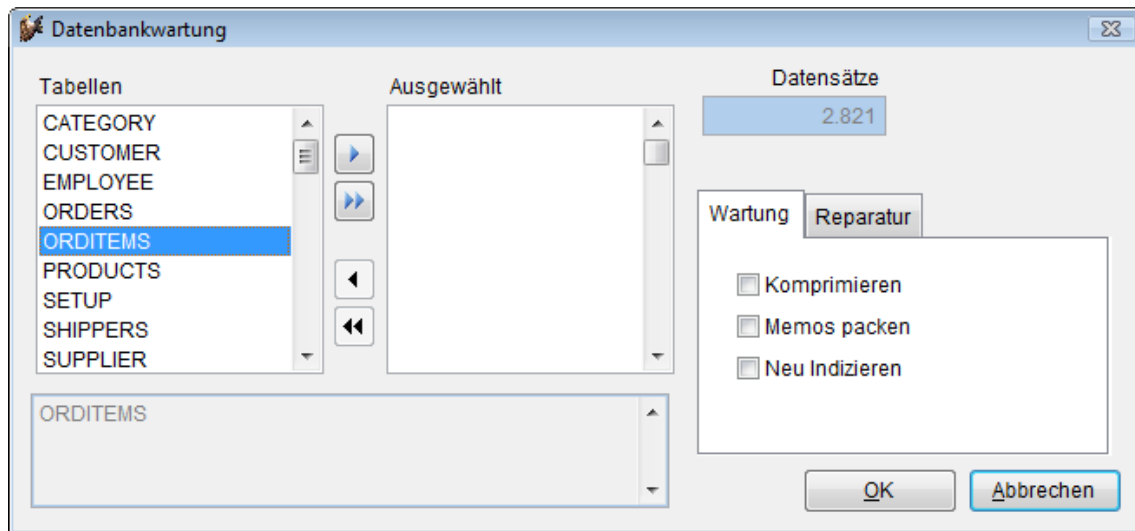 Datenbankwartung
Tabellen
CATEGORY
CUSTOMER
EMPLOYEE
ORDERS
ORDITEMS
PRODUCTS
SETUP
SHIPPERS
SUPPLIER
Ausgewählt
Datensätze
2.821
Wartung
Reparatur
Komprimieren
Memos packen
Neu Indizieren
ORDITEMS
OK
Abbrechen